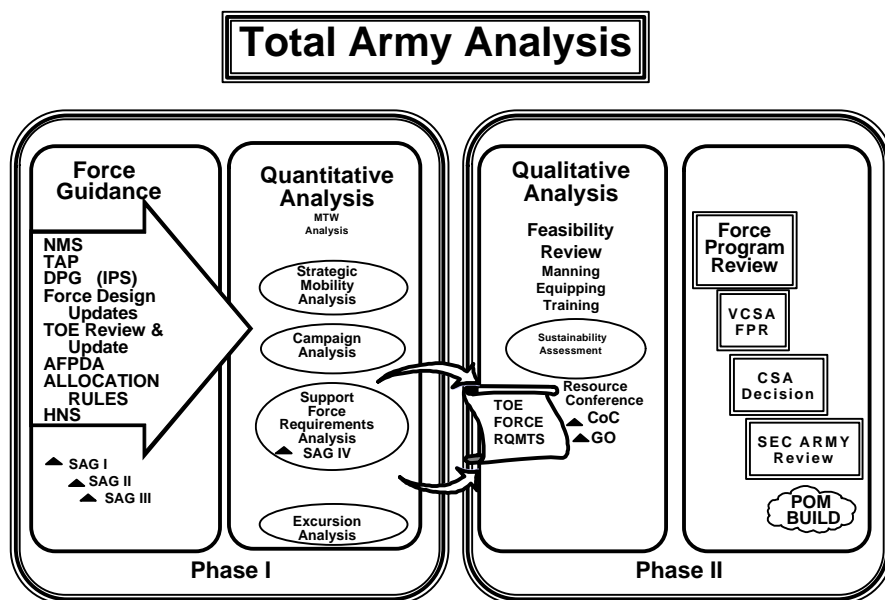 Total Army Analysis
Force
Guidance
NMS
TAP
DPG (IPS)
Force Design
Updates
TOE Review &
Update
AFPDA
ALLOCATION
RULES
HNS
SAG I
SAG II
SAG III
Quantitative
Analysis
MTW
Analysis
Strategic
Mobility
Analysis
Campaign
Analysis
Support
Force
Requirements
Analysis
SAG IV
Excursion
Analysis
Phase I
Qualitative
Analysis
Feasibility
Review
Manning
Equipping
Training
Sustainability
Assessment
Resource
Conference
CoC
GO
TOE
FORCE
RQMTS
Force
Program
Review
VCSA
FPR
CSA
Decision
SEC ARMY
Review
POM
BUILD
Phase II